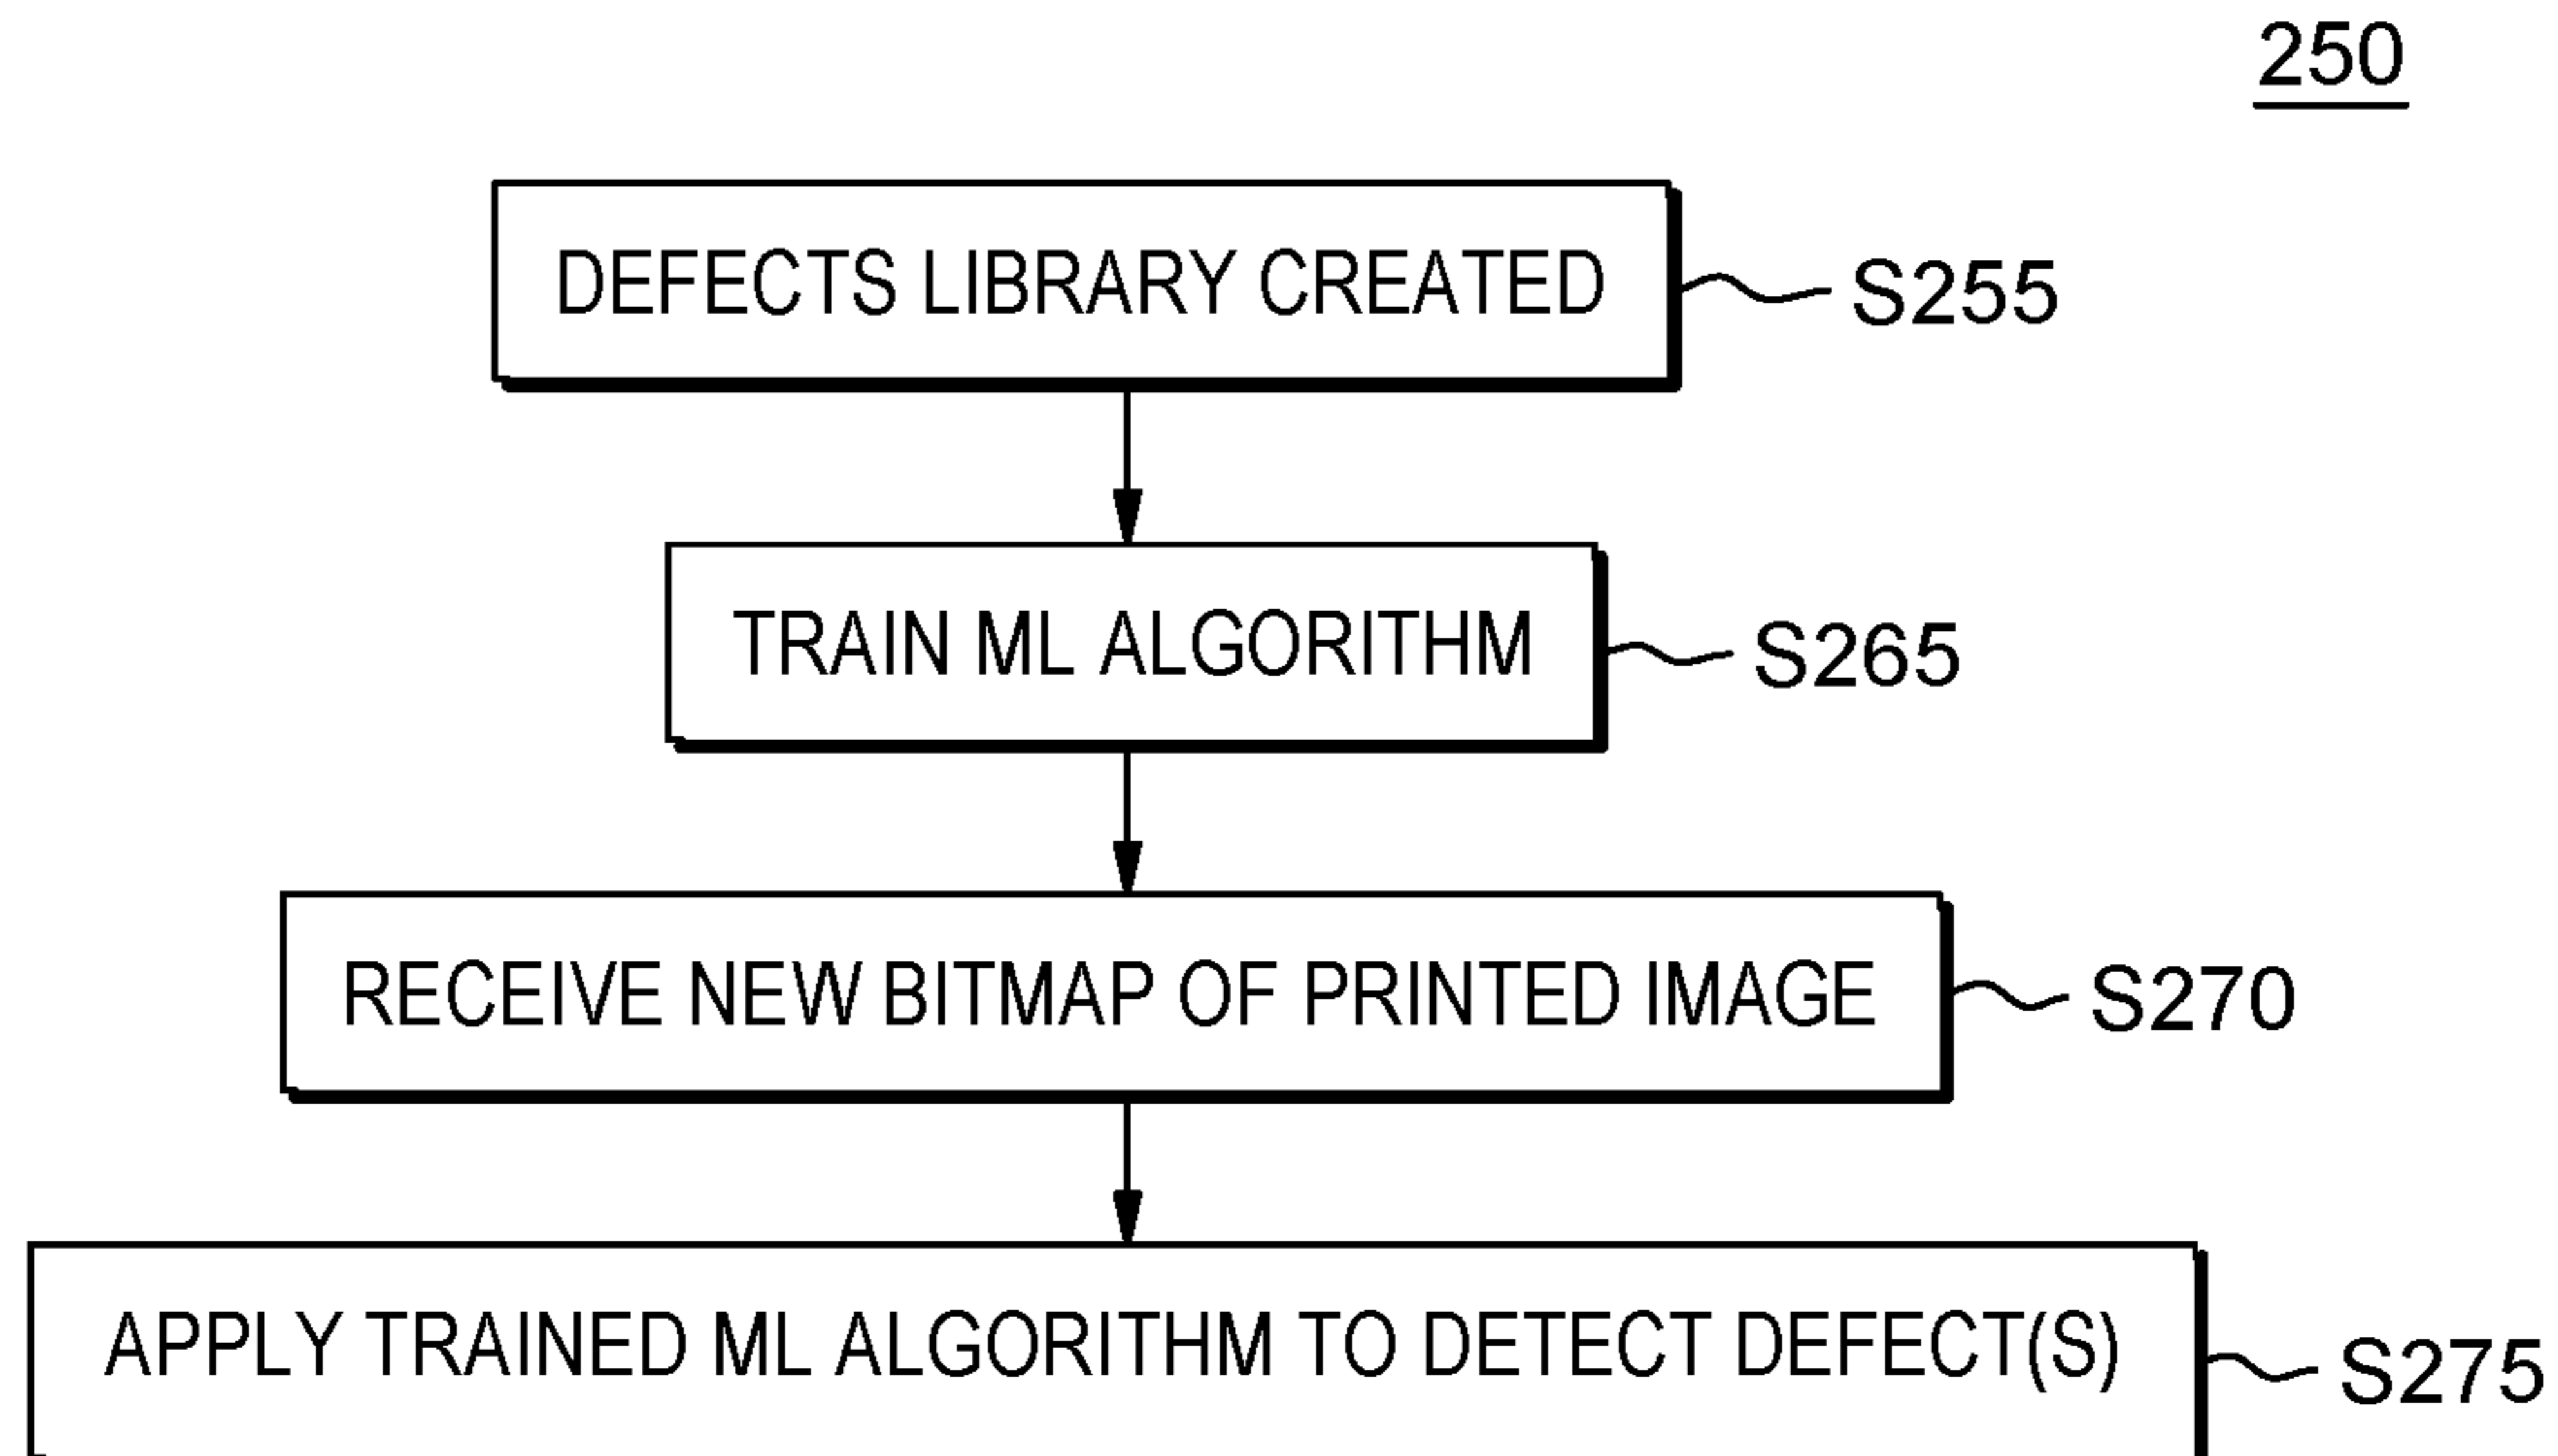 250
DEFECTS LIBRARY CREATED
S255
TRAIN ML ALGORITHM
S265
RECEIVE NEW BITMAP OF PRINTED IMAGE
S270
APPLY TRAINED ML ALGORITHM TO DETECT DEFECT(S)
S275